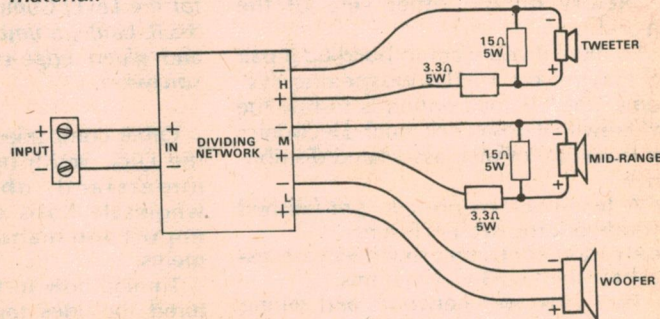 material.
15Ω
5W
TWEETER
3.3Ω
5W
H
+ INPUT −
+ IN −
DIVIDING
NETWORK
M
15Ω
5W
MID-RANGE
3.3Ω
5W
L
WOOFER